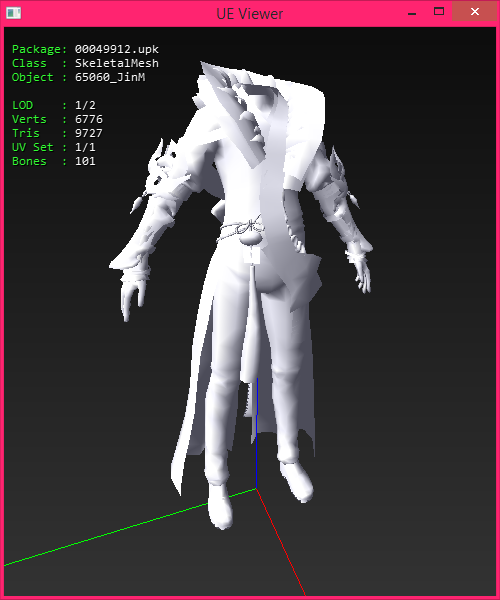 UE Viewer
Package: 00049912.upk
Class : SkeletalMesh
Object : 65060_JinM
LOD : 1/2
Verts : 6776
Tris : 9727
UV Set : 1/1
Bones : 101